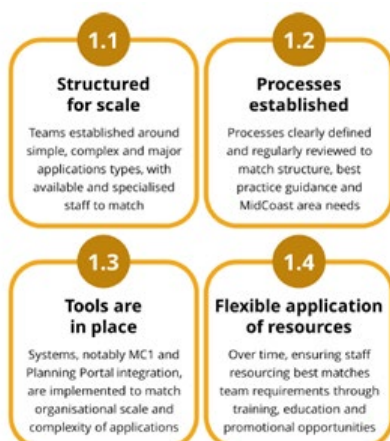 1.1
Structured
for scale
Teams established around
simple, complex and major
applications types, with
available and specialised
staff to match
1.2
Processes
established
Processes clearly defined
and regularly reviewed to
match structure, best
practice guidance and
MidCoast area needs
1.3
Tools are
in place
Systems, notably MC1 and
Planning Portal integration,
are implemented to match
organisational scale and
complexity of applications
1.4
Flexible application
of resources
Over time, ensuring staff
resourcing best matches
team requirements through
training, education and
promotional opportunities